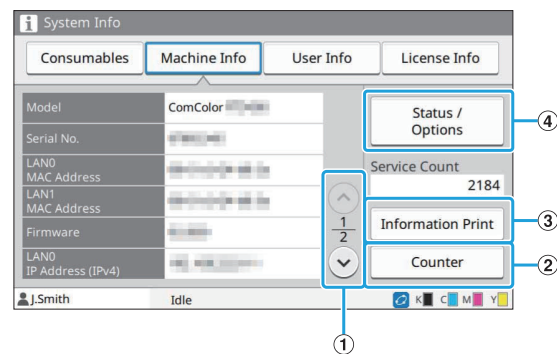 i System Info
Consumables Machine Info User Info License Info
Model ComColor
Serial No.
LAN0
MAC Address
LAN1
MAC Address
Firmware
LAN0
IP Address (IPv4)
1
2
Status /
Options
Service Count
2184
Information Print
Counter
J.Smith Idle K C M Y
④
③
②
①